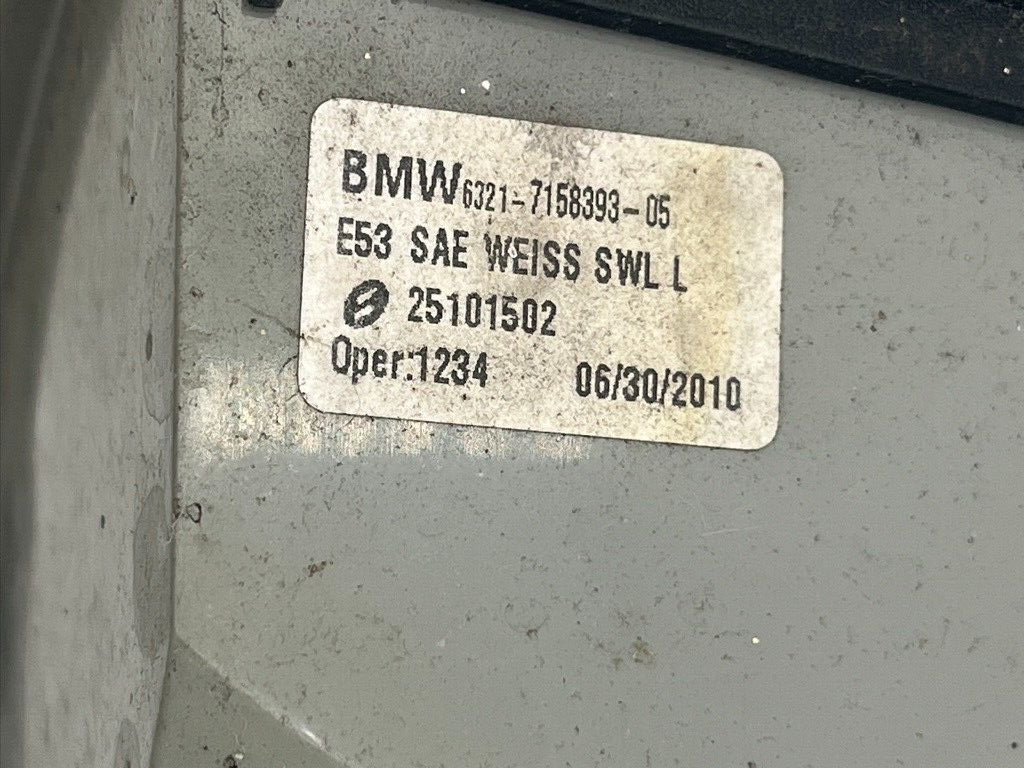 BMW 6321-7158393-05
E53 SAE WEISS SWL L
25101502
Oper:1234 06/30/2010